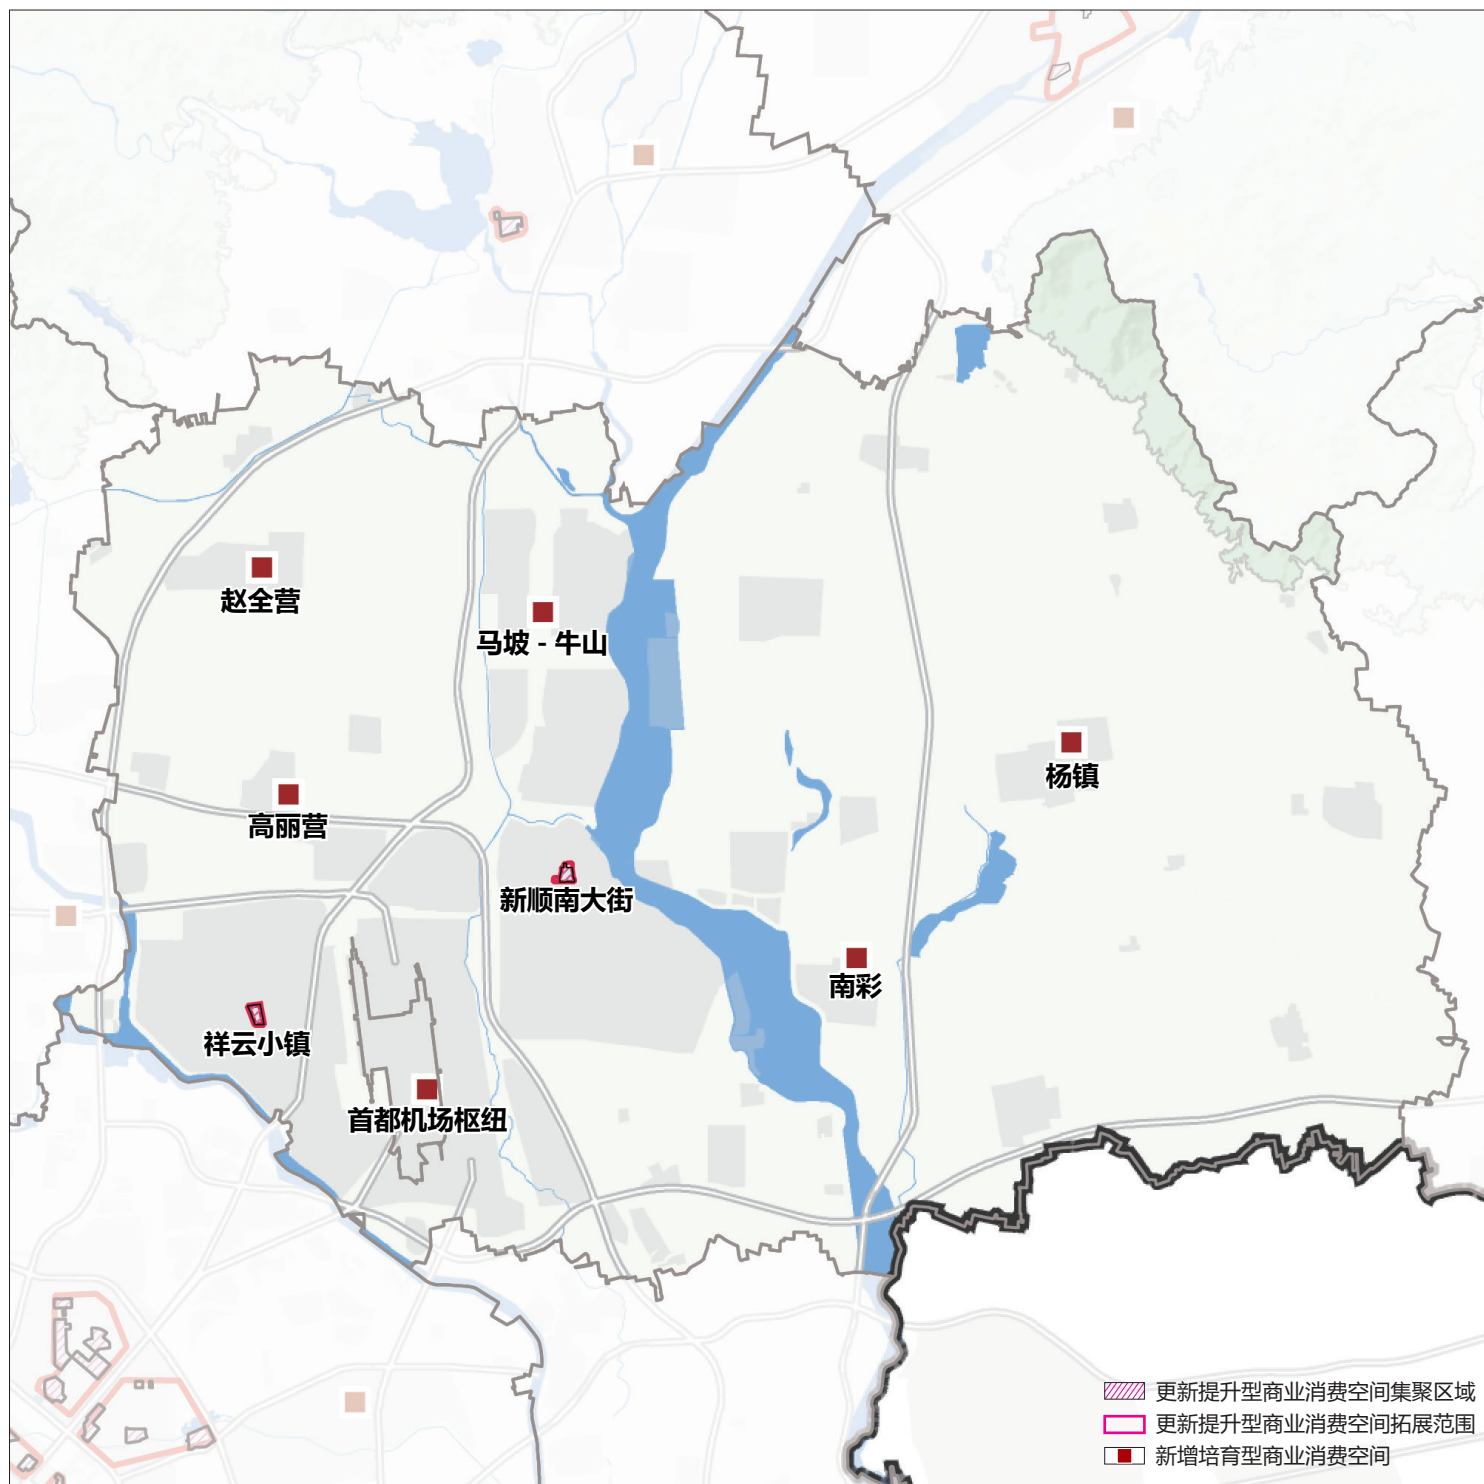 赵全营
马坡 - 牛山
杨镇
高丽营
新顺南大街
南彩
祥云小镇
首都机场枢纽
更新提升型商业消费空间集聚区域
更新提升型商业消费空间拓展范围
新增培育型商业消费空间